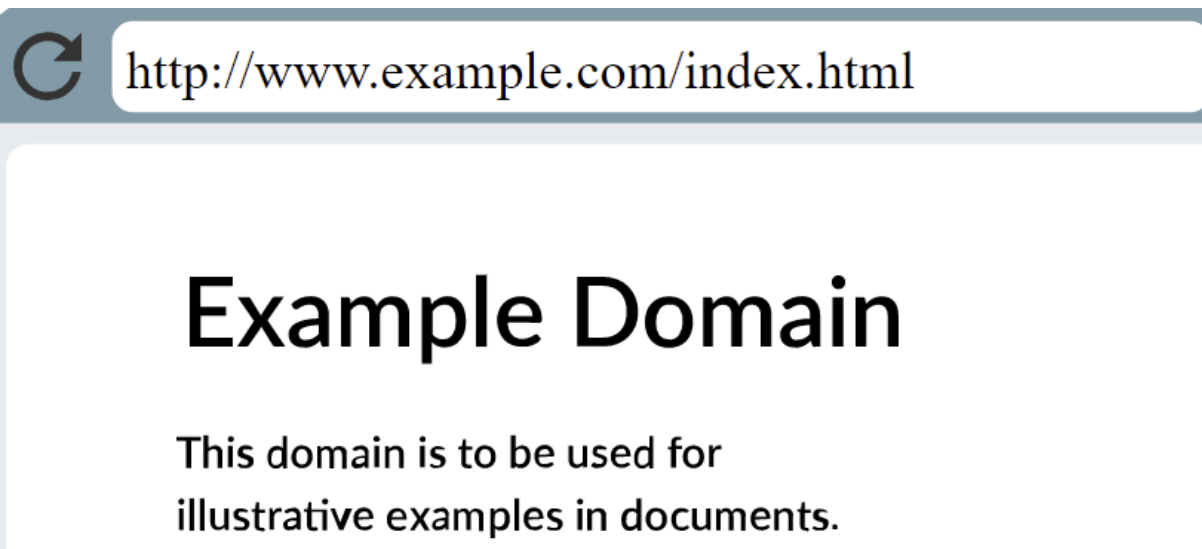 http://www.example.com/index.html
Example Domain
This domain is to be used for
illustrative examples in documents.